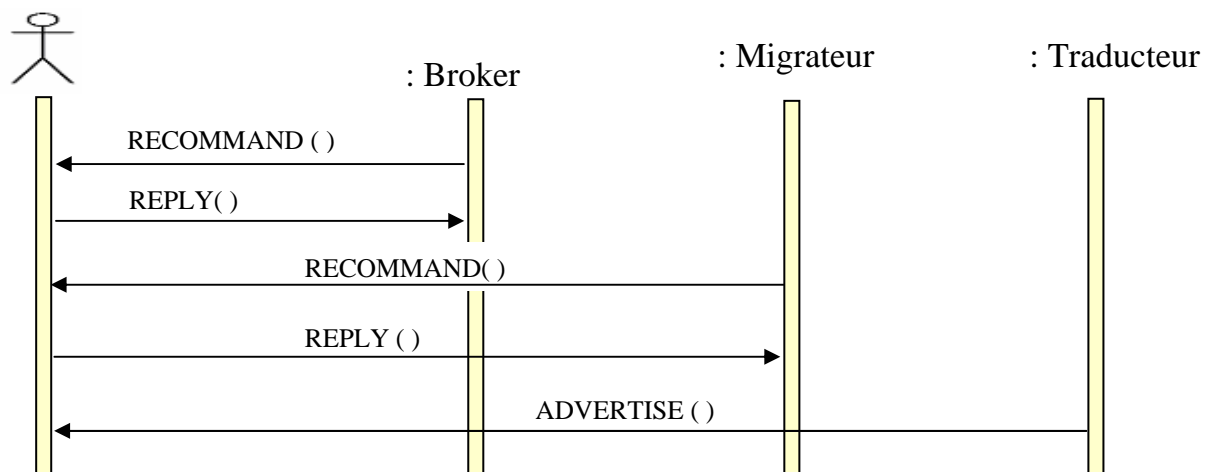 : Broker
: Migrateur
: Traducteur
RECOMMAND ( )
REPLY( )
RECOMMAND( )
REPLY ( )
ADVERTISE ( )